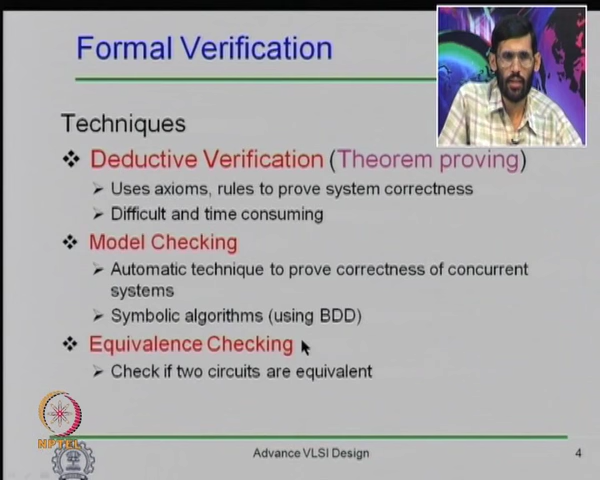 Formal Verification
Techniques
Deductive Verification (Theorem proving)
Uses axioms, rules to prove system correctness
Difficult and time consuming
Model Checking
Automatic technique to prove correctness of concurrent
systems
Symbolic algorithms (using BDD)
Equivalence Checking
Check if two circuits are equivalent
NPTEL
Advance VLSI Design
4